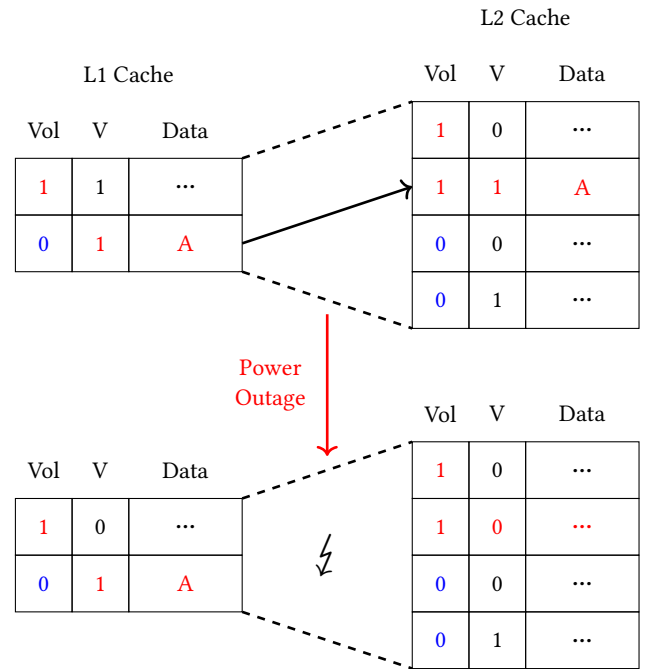 L2 Cache
L1 Cache
Vol V Data
1 0 ...
1 1 A
0 0 ...
0 1 ...
Vol V Data
1 1 ...
0 1 A
Power
Outage
Vol V Data
1 0 ...
1 0 ...
0 0 ...
0 1 ...
Vol V Data
1 0 ...
0 1 A